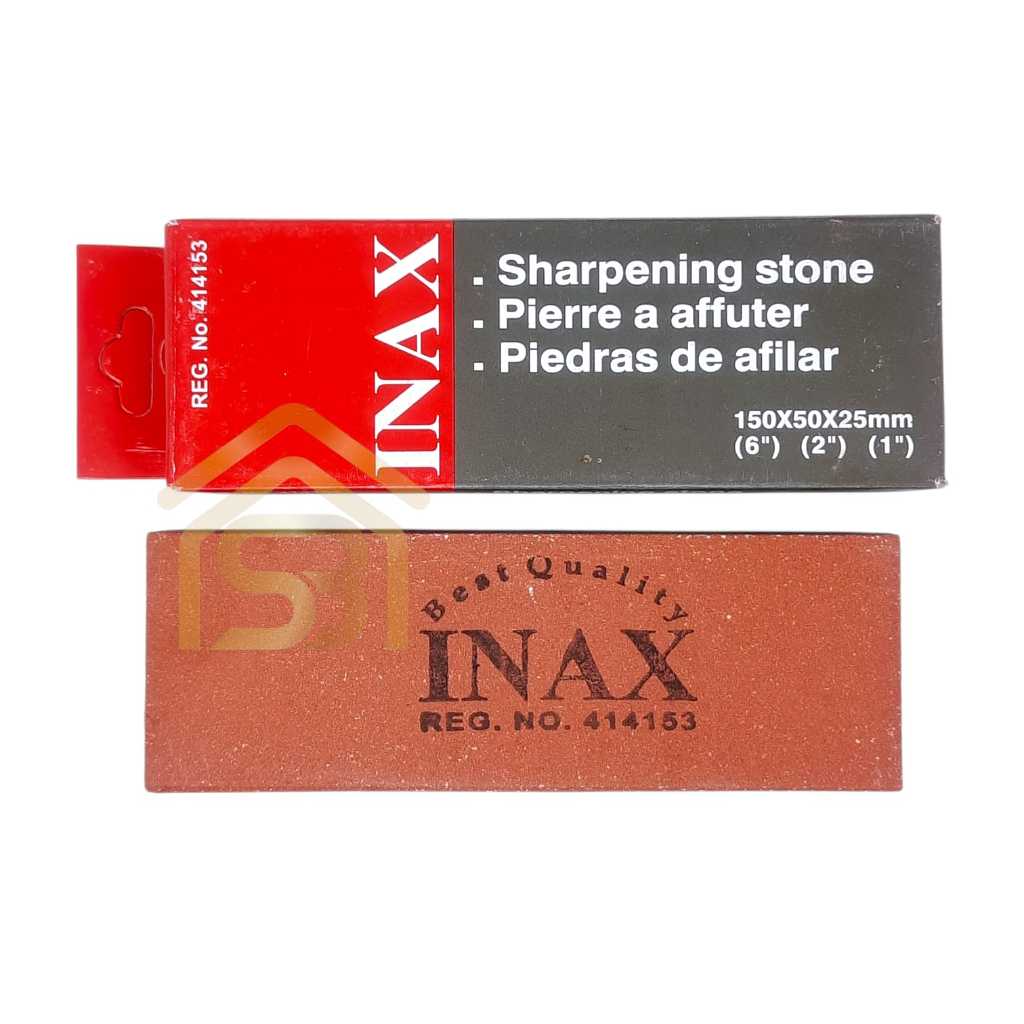 REG. No. 414153
INAX
. Sharpening stone
. Pierre a affuter
. Piedras de afilar
150X50X25mm
(6") (2") (1")
SB
Best Quality
INAX
REG. NO. 414153